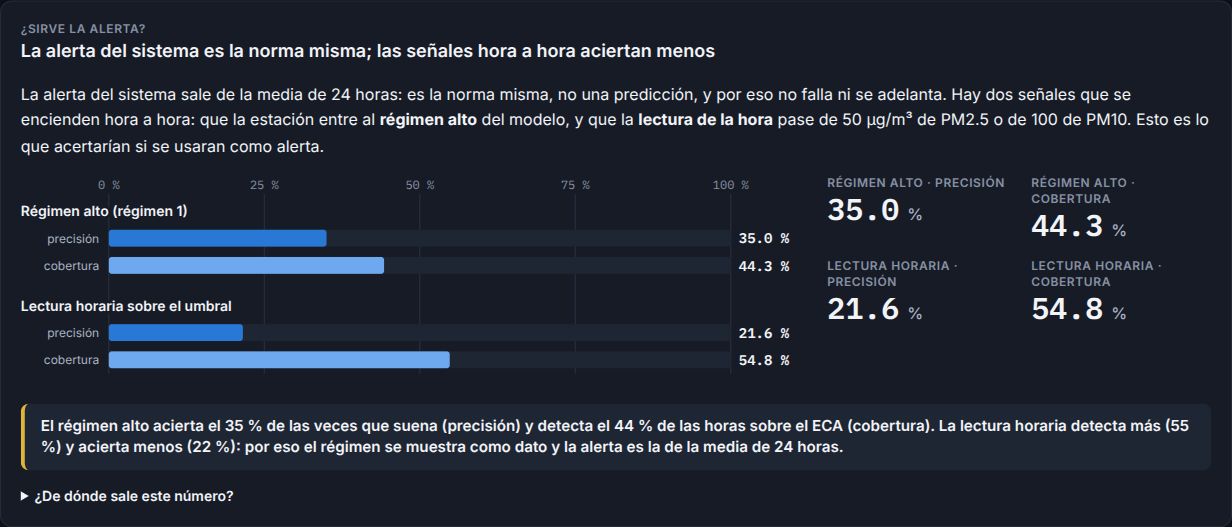 ¿SIRVE LA ALERTA?
La alerta del sistema es la norma misma; las señales hora a hora aciertan menos
La alerta del sistema sale de la media de 24 horas: es la norma misma, no una predicción, y por eso no falla ni se adelanta. Hay dos señales que se
encienden hora a hora: que la estación entre al régimen alto del modelo, y que la lectura de la hora pase de 50 µg/m³ de PM2.5 o de 100 de PM10. Esto es lo
que acertarían si se usaran como alerta.
0 % 25 % 50 % 75 % 100 %
Régimen alto (régimen 1)
precisión 35.0 %
cobertura 44.3 %
Lectura horaria sobre el umbral
precisión 21.6 %
cobertura 54.8 %
RÉGIMEN ALTO · PRECISIÓN
35.0 %
RÉGIMEN ALTO ·
COBERTURA
44.3 %
LECTURA HORARIA ·
PRECISIÓN
21.6 %
LECTURA HORARIA ·
COBERTURA
54.8 %
El régimen alto acierta el 35 % de las veces que suena (precisión) y detecta el 44 % de las horas sobre el ECA (cobertura). La lectura horaria detecta más (55
%) y acierta menos (22 %): por eso el régimen se muestra como dato y la alerta es la de la media de 24 horas.
▶ ¿De dónde sale este número?